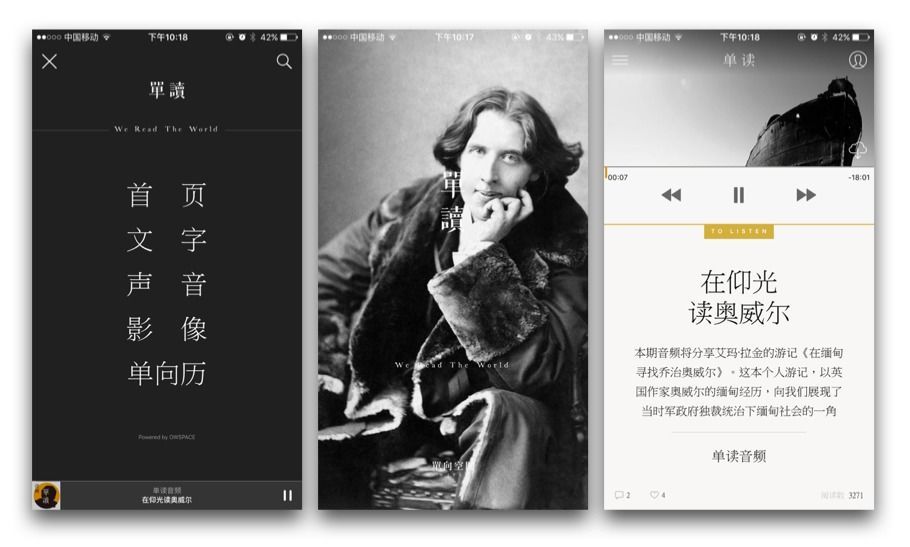 中国移动
下午10:18
42%
單讀
We Read The World
首 页
文 字
声 音
影 像
单向历
Powered by OWSPACE
單讀
单读音频
在仰光读奥威尔
中国移动
下午10:17
43%
單
讀
We Read The World
單向空間
中国移动
下午10:18
42%
单读
00:07
-18:01
TO LISTEN
在仰光
读奥威尔
本期音频将分享艾玛·拉金的游记《在缅甸
寻找乔治奥威尔》。这本个人游记，以英
国作家奥威尔的缅甸经历，向我们展现了
当时军政府独裁统治下缅甸社会的一角
单读音频
2
4
阅读数 3271